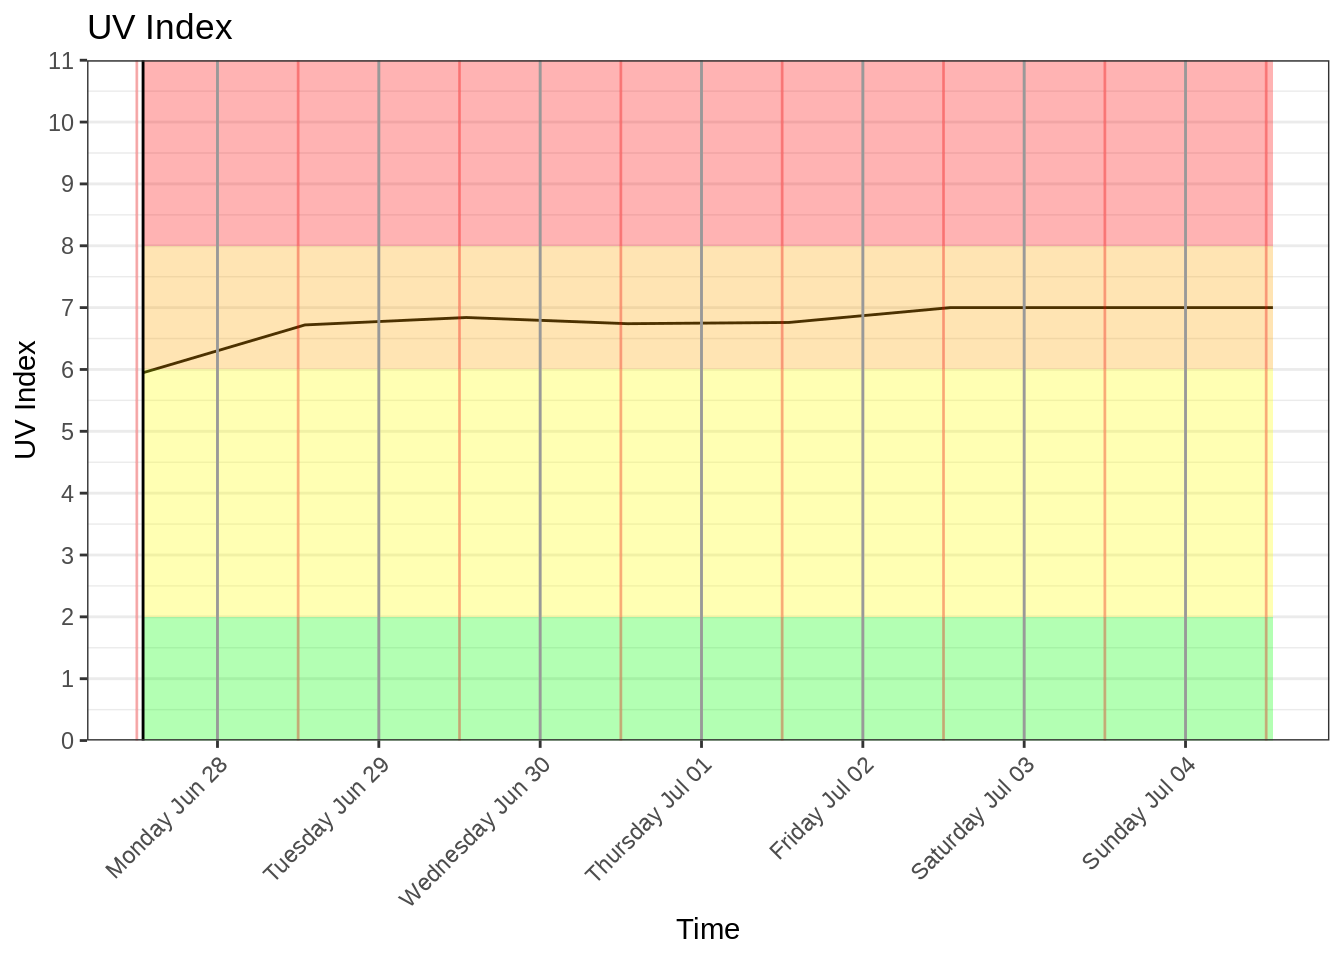 UV Index
11
10
9
8
7
6
5
4
3
2
1
0
UV Index
Monday Jun 28
Tuesday Jun 29
Wednesday Jun 30
Thursday Jul 01
Friday Jul 02
Saturday Jul 03
Sunday Jul 04
Time